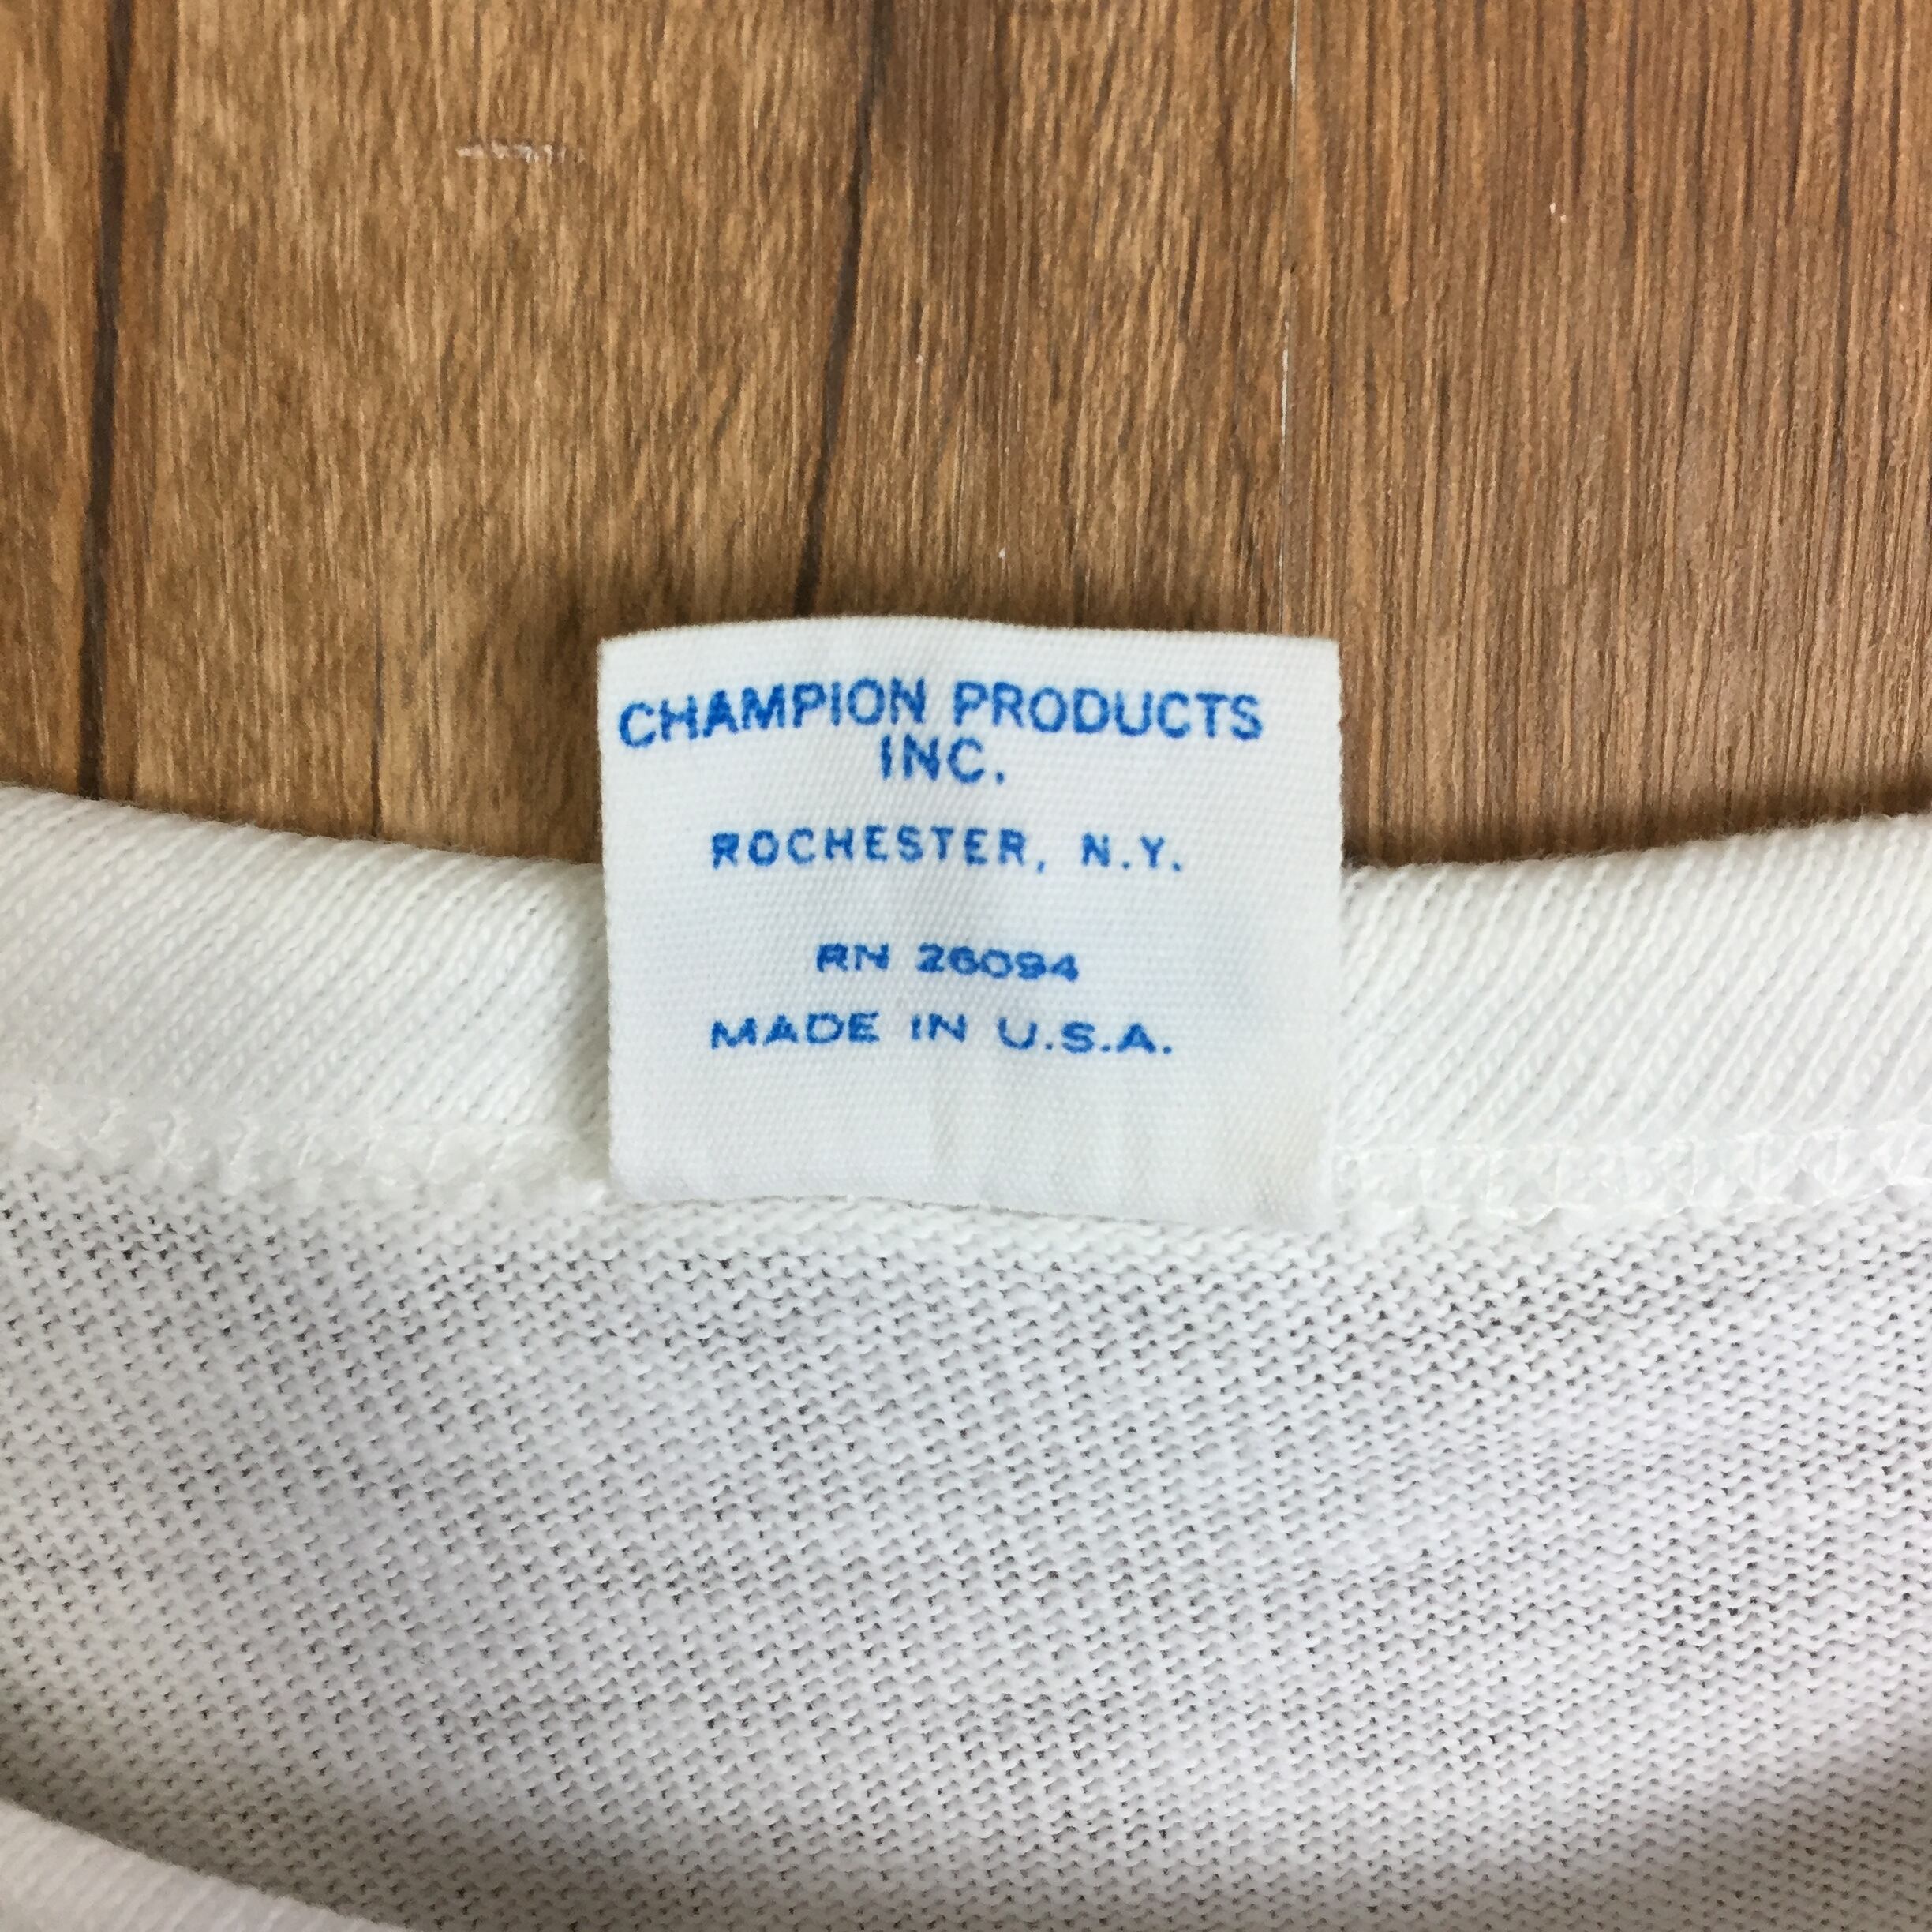 CHAMPION PRODUCTS
INC.
ROCHESTER, N.Y.
RN 26094
MADE IN U.S.A.